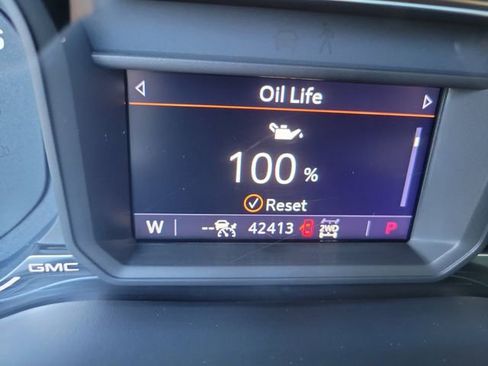 Oil Life
100 %
Reset
W -- 42413 2WD P
GMC